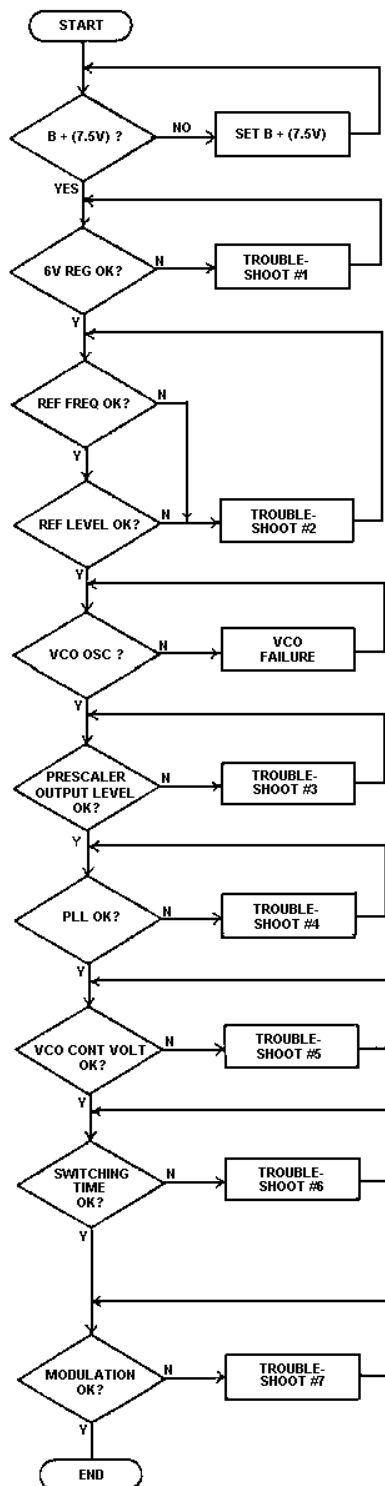 START
B + (7.5V) ?
NO
SET B + (7.5V)
YES
6V REG OK?
N
TROUBLE-
SHOOT #1
Y
REF FREQ OK?
N
Y
REF LEVEL OK?
N
TROUBLE-
SHOOT #2
Y
VCO OSC ?
N
VCO
FAILURE
Y
PRESCALER
OUTPUT LEVEL
OK?
N
TROUBLE-
SHOOT #3
Y
PLL OK?
N
TROUBLE-
SHOOT #4
Y
VCO CONT VOLT
OK?
N
TROUBLE-
SHOOT #5
Y
SWITCHING
TIME
OK?
N
TROUBLE-
SHOOT #6
Y
MODULATION
OK?
N
TROUBLE-
SHOOT #7
Y
END